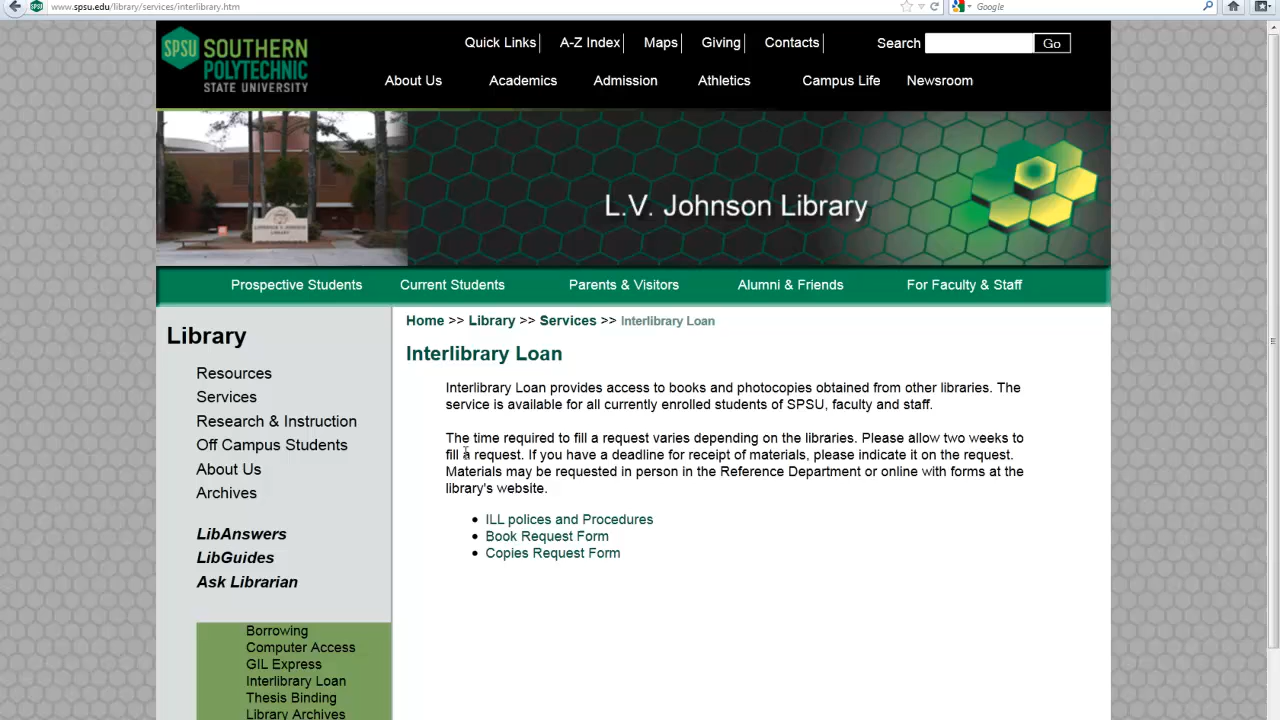 www.spsu.edu/library/services/interlibrary.htm
Google
SPSU SOUTHERN
POLYTECHNIC
STATE UNIVERSITY
Quick Links
A-Z Index
Maps
Giving
Contacts
Search
Go
About Us
Academics
Admission
Athletics
Campus Life
Newsroom
L.V. Johnson Library
Prospective Students
Current Students
Parents & Visitors
Alumni & Friends
For Faculty & Staff
Library
Resources
Services
Research & Instruction
Off Campus Students
About Us
Archives
LibAnswers
LibGuides
Ask Librarian
Borrowing
Computer Access
GIL Express
Interlibrary Loan
Thesis Binding
Library Archives
Home >> Library >> Services >> Interlibrary Loan
Interlibrary Loan
Interlibrary Loan provides access to books and photocopies obtained from other libraries. The
service is available for all currently enrolled students of SPSU, faculty and staff.
The time required to fill a request varies depending on the libraries. Please allow two weeks to
fill a request. If you have a deadline for receipt of materials, please indicate it on the request.
Materials may be requested in person in the Reference Department or online with forms at the
library's website.
ILL polices and Procedures
Book Request Form
Copies Request Form